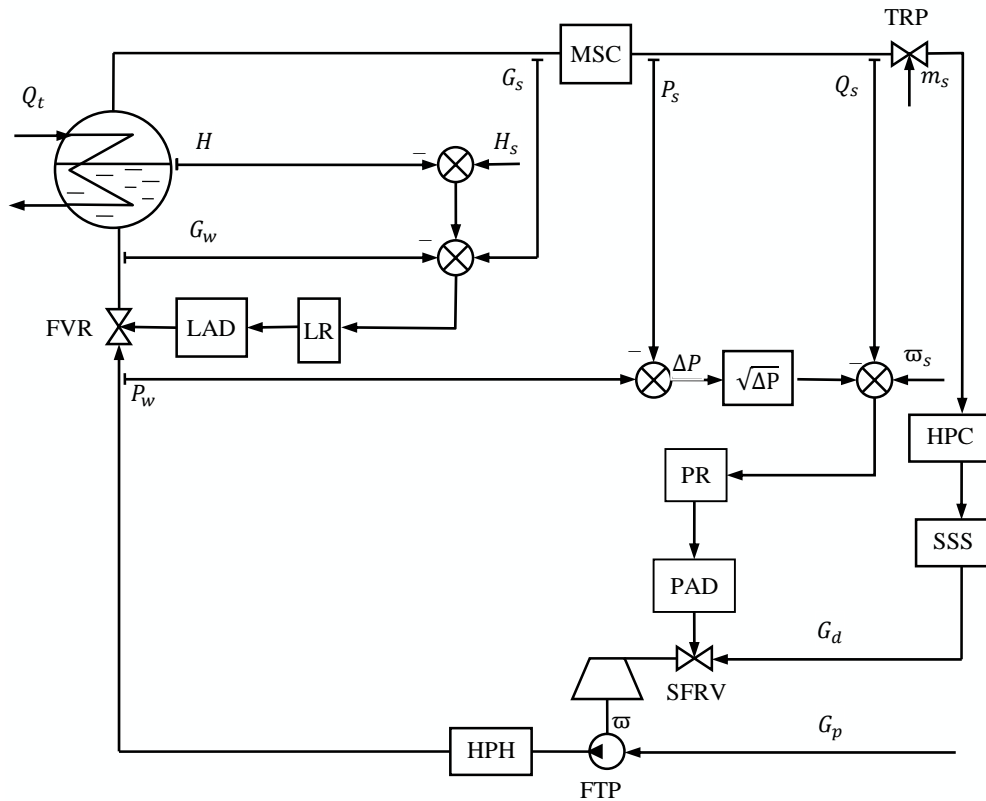 TRP
MSC
G_s
P_s
Q_s
m_s
Q_t
H
−
H_s
G_w
−
FVR
LAD
LR
−
ΔP
√ΔP
−
ϖ_s
P_w
HPC
PR
SSS
PAD
G_d
SFRV
ϖ
G_p
HPH
FTP